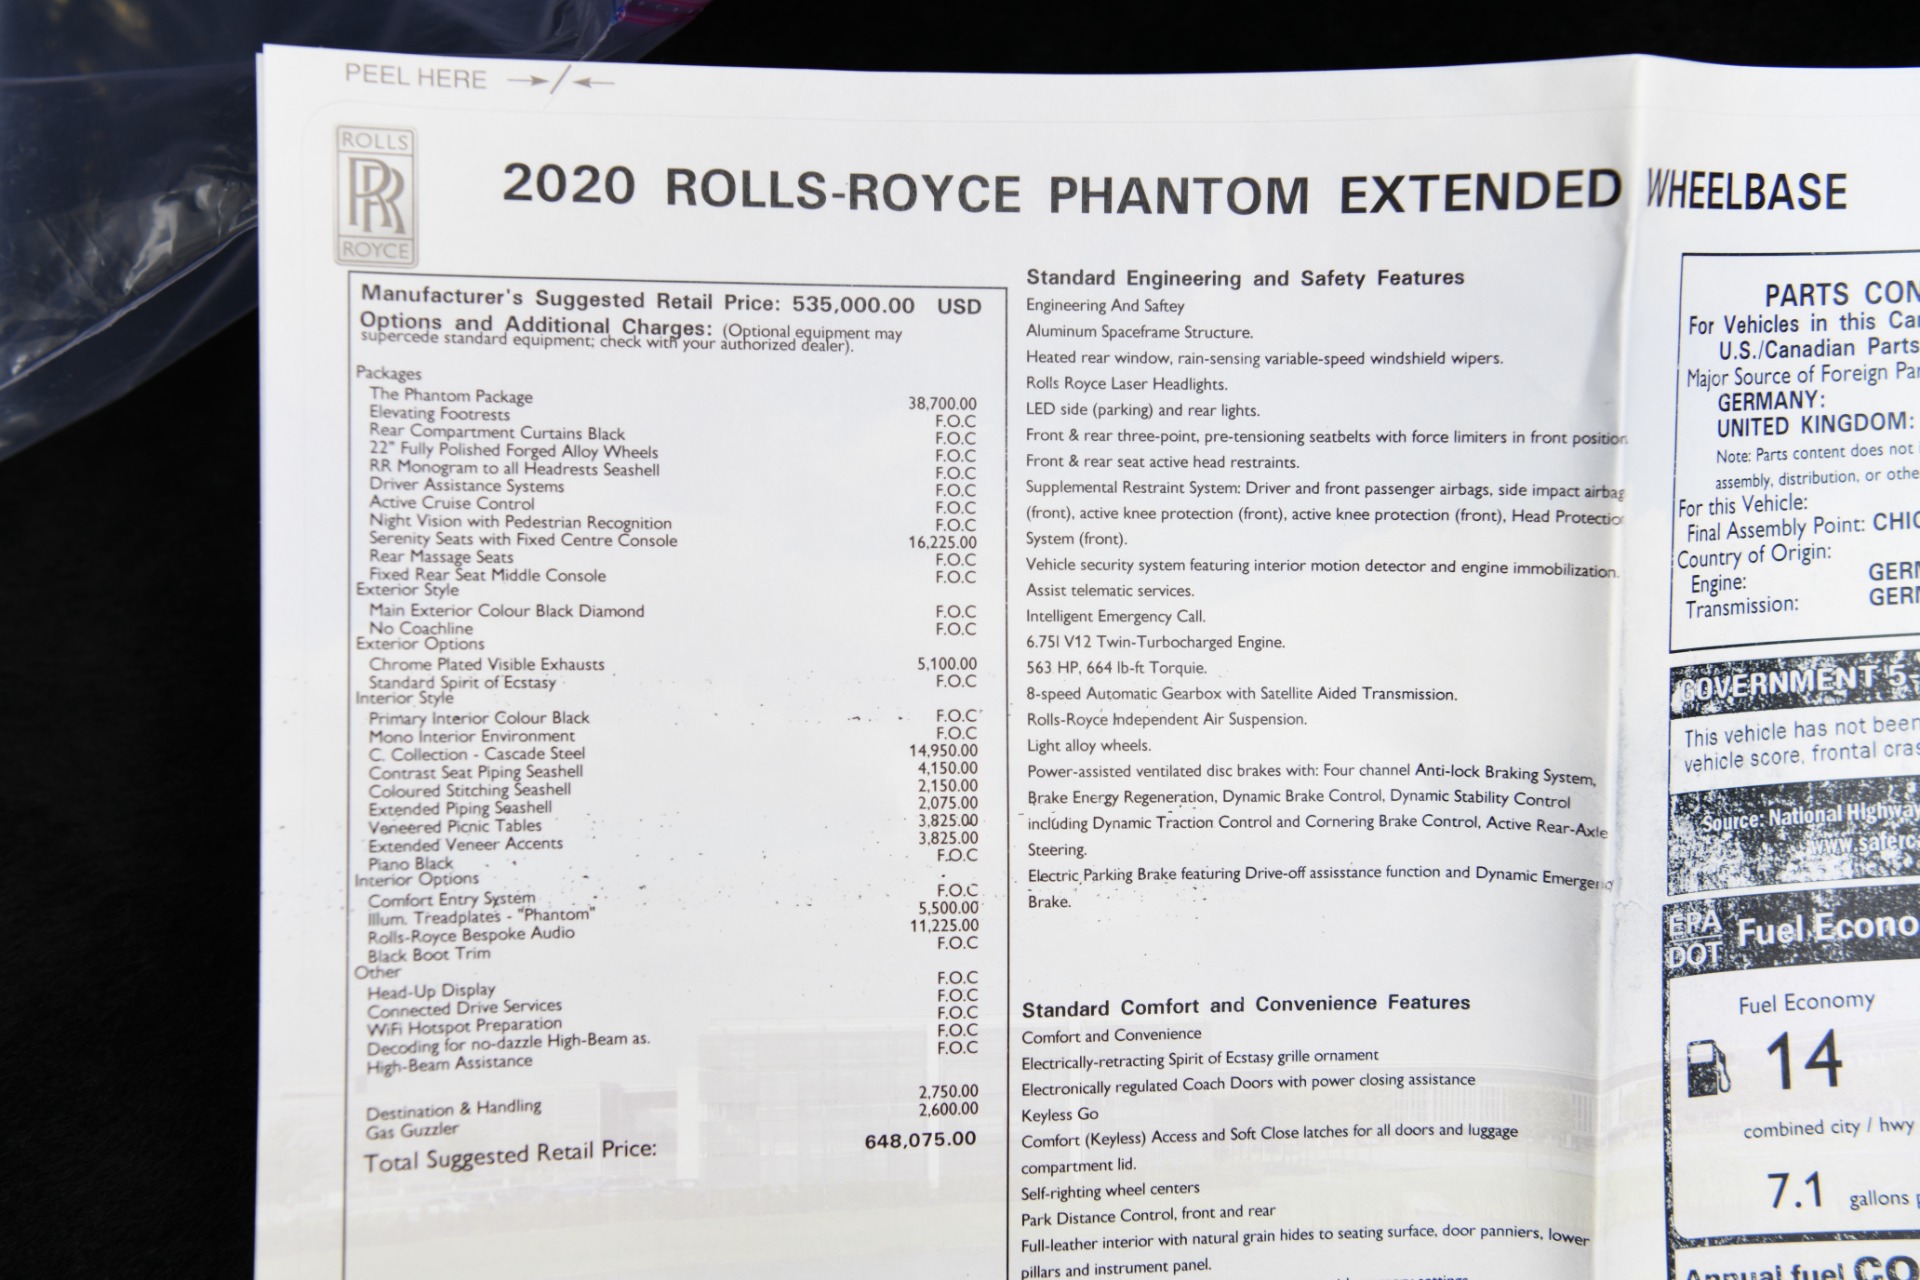 PEEL HERE
ROLLS
RR
ROYCE
2020 ROLLS-ROYCE PHANTOM EXTENDED WHEELBASE
Manufacturer's Suggested Retail Price: 535,000.00 USD
Options and Additional Charges: (Optional equipment may
supercede standard equipment; check with your authorized dealer).
Packages
The Phantom Package 38,700.00
Elevating Footrests F.O.C
Rear Compartment Curtains Black F.O.C
22" Fully Polished Forged Alloy Wheels F.O.C
RR Monogram to all Headrests Seashell F.O.C
Driver Assistance Systems F.O.C
Active Cruise Control F.O.C
Night Vision with Pedestrian Recognition F.O.C
Serenity Seats with Fixed Centre Console 16,225.00
Rear Massage Seats F.O.C
Fixed Rear Seat Middle Console F.O.C
Exterior Style
Main Exterior Colour Black Diamond F.O.C
No Coachline F.O.C
Exterior Options
Chrome Plated Visible Exhausts 5,100.00
Standard Spirit of Ecstasy F.O.C
Interior Style
Primary Interior Colour Black F.O.C
Mono Interior Environment F.O.C
C. Collection - Cascade Steel 14,950.00
Contrast Seat Piping Seashell 4,150.00
Coloured Stitching Seashell 2,150.00
Extended Piping Seashell 2,075.00
Veneered Picnic Tables 3,825.00
Extended Veneer Accents 3,825.00
Piano Black F.O.C
Interior Options
Comfort Entry System F.O.C
Illum. Treadplates - "Phantom" 5,500.00
Rolls-Royce Bespoke Audio 11,225.00
Black Boot Trim F.O.C
Other
Head-Up Display F.O.C
Connected Drive Services F.O.C
WiFi Hotspot Preparation F.O.C
Decoding for no-dazzle High-Beam as. F.O.C
High-Beam Assistance F.O.C
Destination & Handling 2,750.00
Gas Guzzler 2,600.00
Total Suggested Retail Price: 648,075.00
Standard Engineering and Safety Features
Engineering And Saftey
Aluminum Spaceframe Structure.
Heated rear window, rain-sensing variable-speed windshield wipers.
Rolls Royce Laser Headlights.
LED side (parking) and rear lights.
Front & rear three-point, pre-tensioning seatbelts with force limiters in front position
Front & rear seat active head restraints.
Supplemental Restraint System: Driver and front passenger airbags, side impact airbag
(front), active knee protection (front), active knee protection (front), Head Protectio
System (front).
Vehicle security system featuring interior motion detector and engine immobilization.
Assist telematic services.
Intelligent Emergency Call.
6.75l V12 Twin-Turbocharged Engine.
563 HP, 664 lb-ft Torquie.
8-speed Automatic Gearbox with Satellite Aided Transmission.
Rolls-Royce Independent Air Suspension.
Light alloy wheels.
Power-assisted ventilated disc brakes with: Four channel Anti-lock Braking System,
Brake Energy Regeneration, Dynamic Brake Control, Dynamic Stability Control
including Dynamic Traction Control and Cornering Brake Control, Active Rear-Axle
Steering.
Electric Parking Brake featuring Drive-off assisstance function and Dynamic Emergency
Brake.
Standard Comfort and Convenience Features
Comfort and Convenience
Electrically-retracting Spirit of Ecstasy grille ornament
Electronically regulated Coach Doors with power closing assistance
Keyless Go
Comfort (Keyless) Access and Soft Close latches for all doors and luggage
compartment lid.
Self-righting wheel centers
Park Distance Control, front and rear
Full-leather interior with natural grain hides to seating surface, door panniers, lower
pillars and instrument panel.
PARTS CON
For Vehicles in this Ca
U.S./Canadian Parts
Major Source of Foreign Pa
GERMANY:
UNITED KINGDOM:
Note: Parts content does not
assembly, distribution, or othe
For this Vehicle:
Final Assembly Point: CHIC
Country of Origin:
Engine: GERM
Transmission: GERM
GOVERNMENT 5-
This vehicle has not been
vehicle score, frontal cras
Source: National Highway
www.saferc
EPA
DOT
Fuel Econo
Fuel Economy
14
combined city / hwy
7.1 gallons p
Annual fuel CO